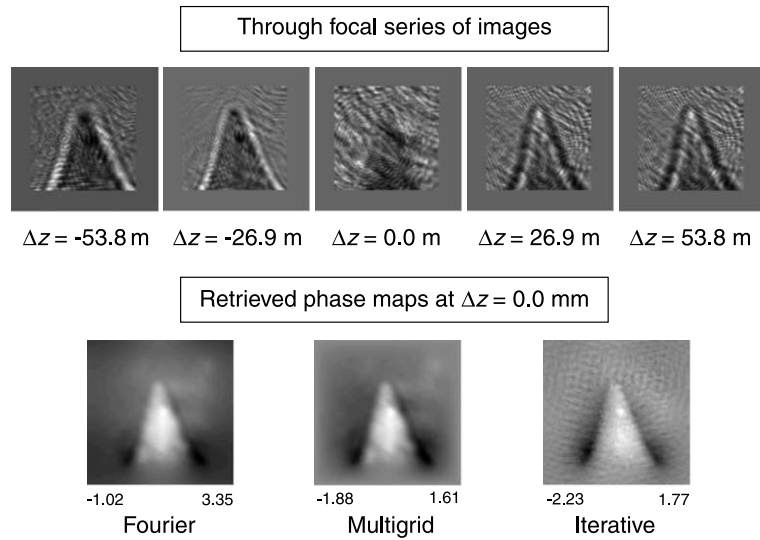 Through focal series of images
Δz = -53.8 m Δz = -26.9 m Δz = 0.0 m Δz = 26.9 m Δz = 53.8 m
Retrieved phase maps at Δz = 0.0 mm
-1.02 3.35 -1.88 1.61 -2.23 1.77
Fourier Multigrid Iterative